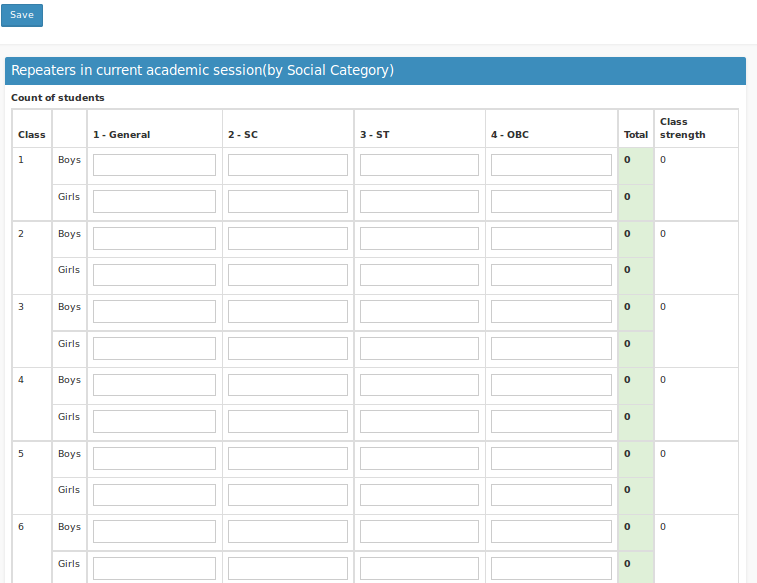 Save
Repeaters in current academic session(by Social Category)
Count of students
Class 1 - General 2 - SC 3 - ST 4 - OBC Total Class strength
1 Boys 0 0
Girls 0
2 Boys 0 0
Girls 0
3 Boys 0 0
Girls 0
4 Boys 0 0
Girls 0
5 Boys 0 0
Girls 0
6 Boys 0 0
Girls 0